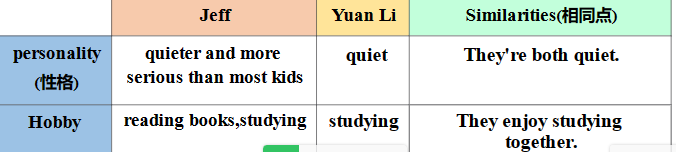 Jeff Yuan Li Similarities(相同点)
personality
(性格)
quieter and more
serious than most kids
quiet
They're both quiet.
Hobby
reading books,studying
studying
They enjoy studying
together.